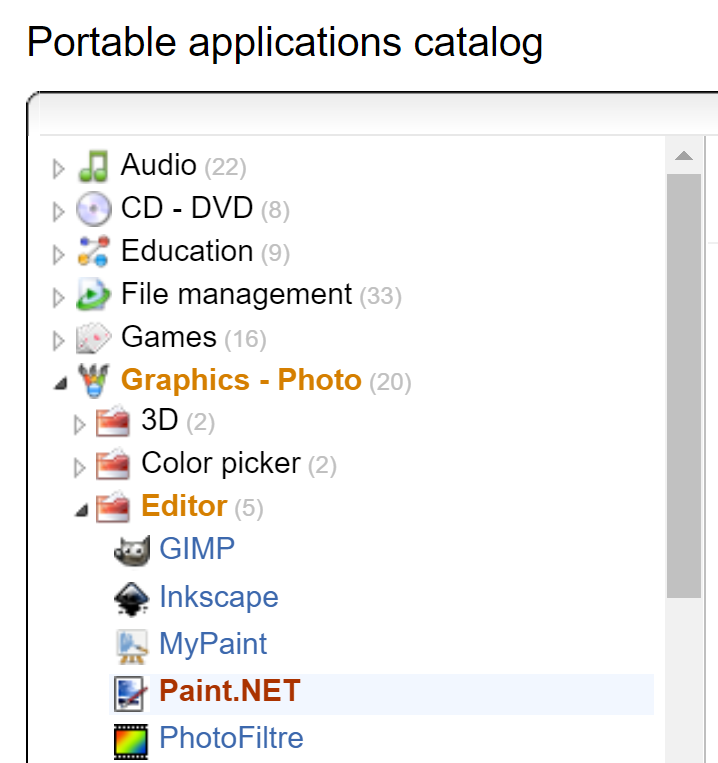 Portable applications catalog
Audio (22)
CD - DVD (8)
Education (9)
File management (33)
Games (16)
Graphics - Photo (20)
3D (2)
Color picker (2)
Editor (5)
GIMP
Inkscape
MyPaint
Paint.NET
PhotoFiltre